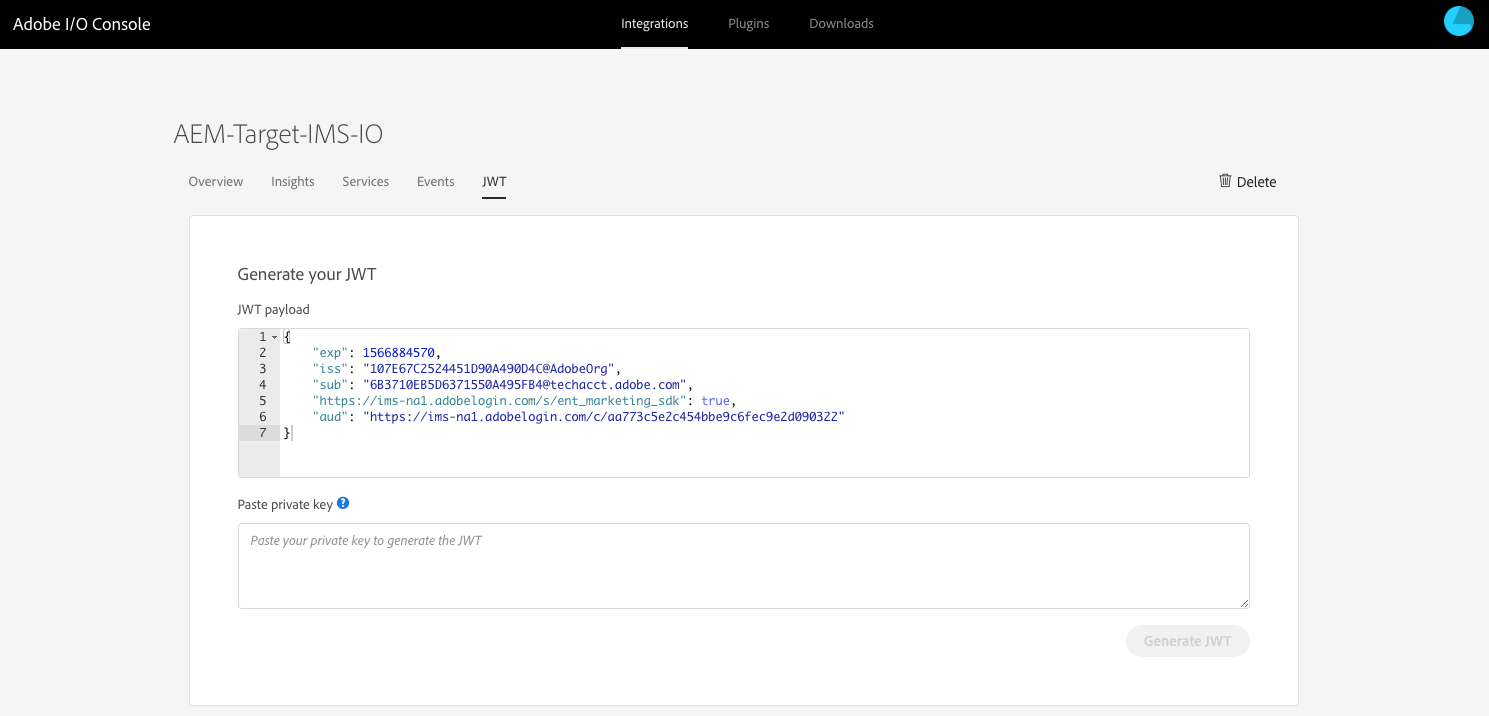 Adobe I/O Console
Integrations
Plugins
Downloads
AEM-Target-IMS-IO
Overview
Insights
Services
Events
JWT
Delete
Generate your JWT
JWT payload
1 {
2 "exp": 1566884570,
3 "iss": "107E67C2524451D90A490D4C@AdobeOrg",
4 "sub": "6B3710EB5D6371550A495FB4@techacct.adobe.com",
5 "https://ims-na1.adobelogin.com/s/ent_marketing_sdk": true,
6 "aud": "https://ims-na1.adobelogin.com/c/aa773c5e2c454bbe9c6fec9e2d090322"
7 }
Paste private key ?
Paste your private key to generate the JWT
Generate JWT